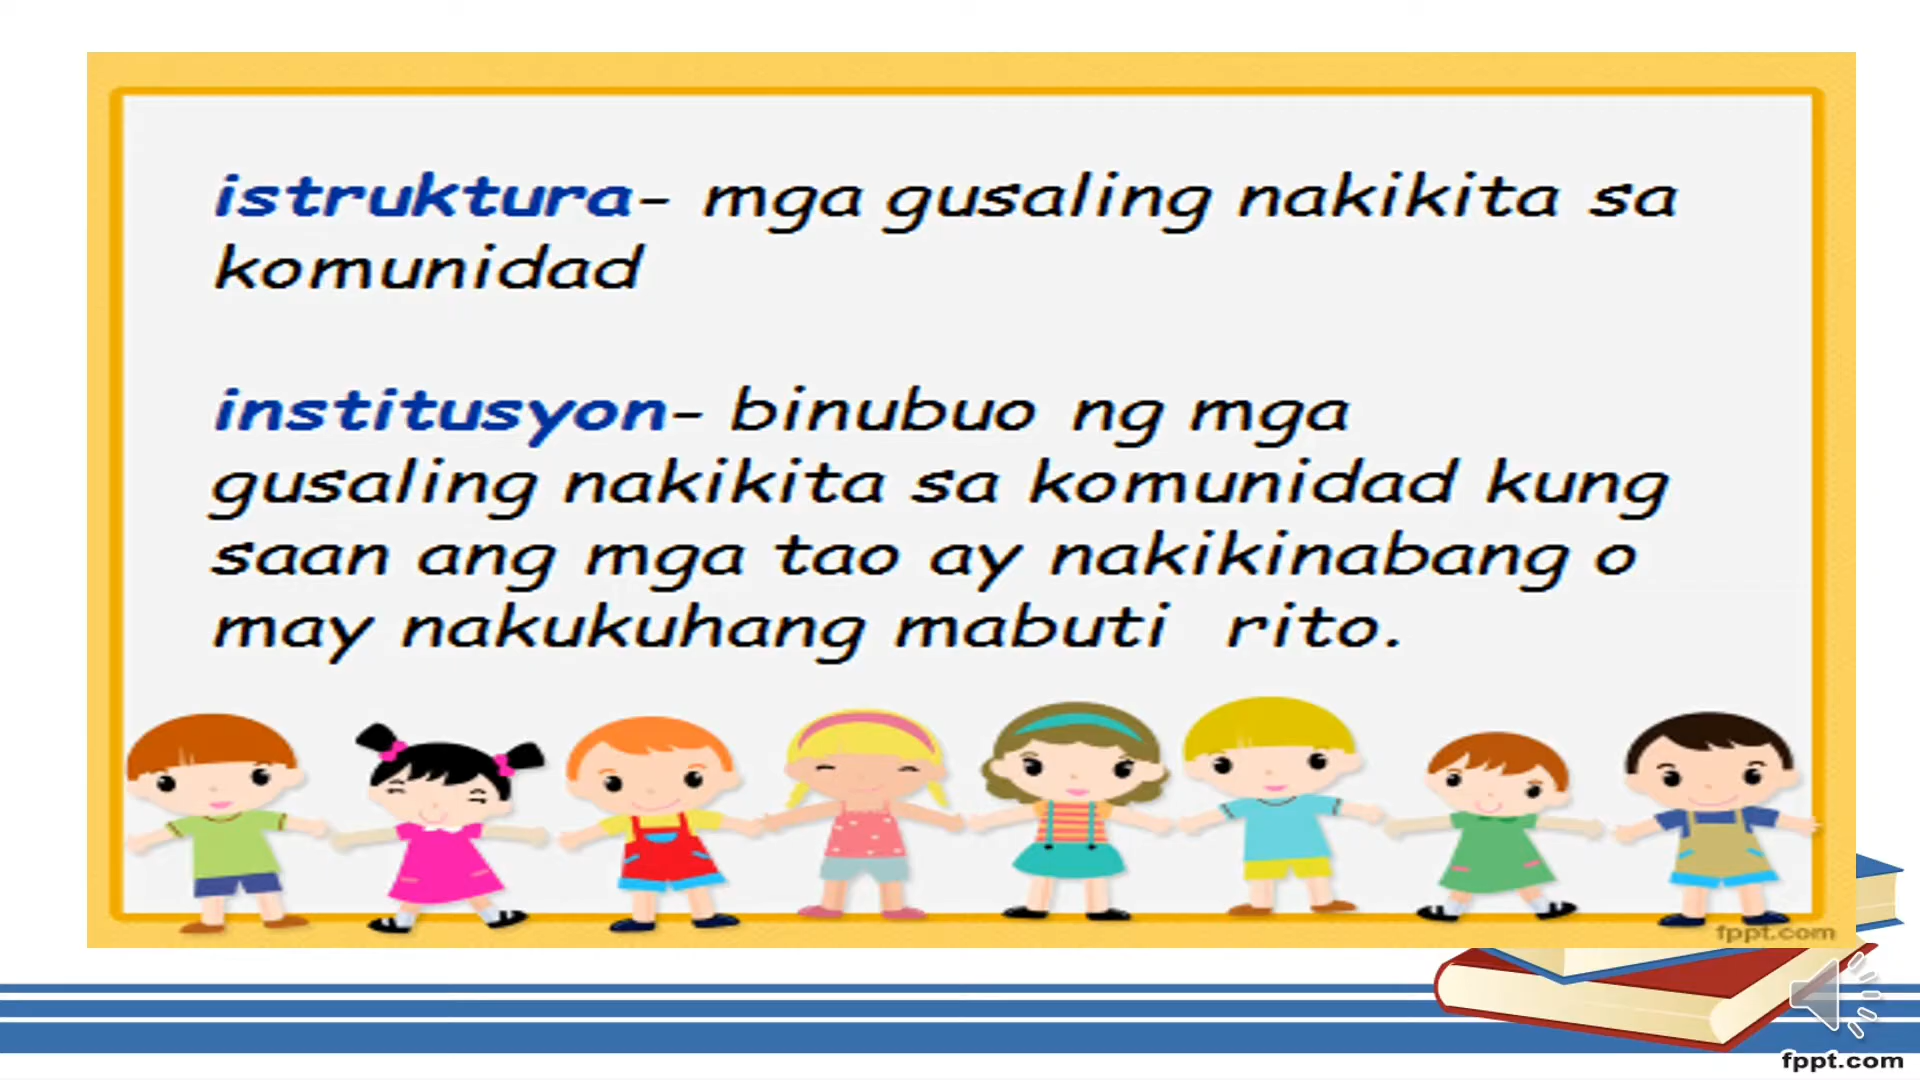 istruktura- mga gusaling nakikita sa
komunidad
institusyon- binubuo ng mga
gusaling nakikita sa komunidad kung
saan ang mga tao ay nakikinabang o
may nakukuhang mabuti rito.
fppt.com
fppt.com